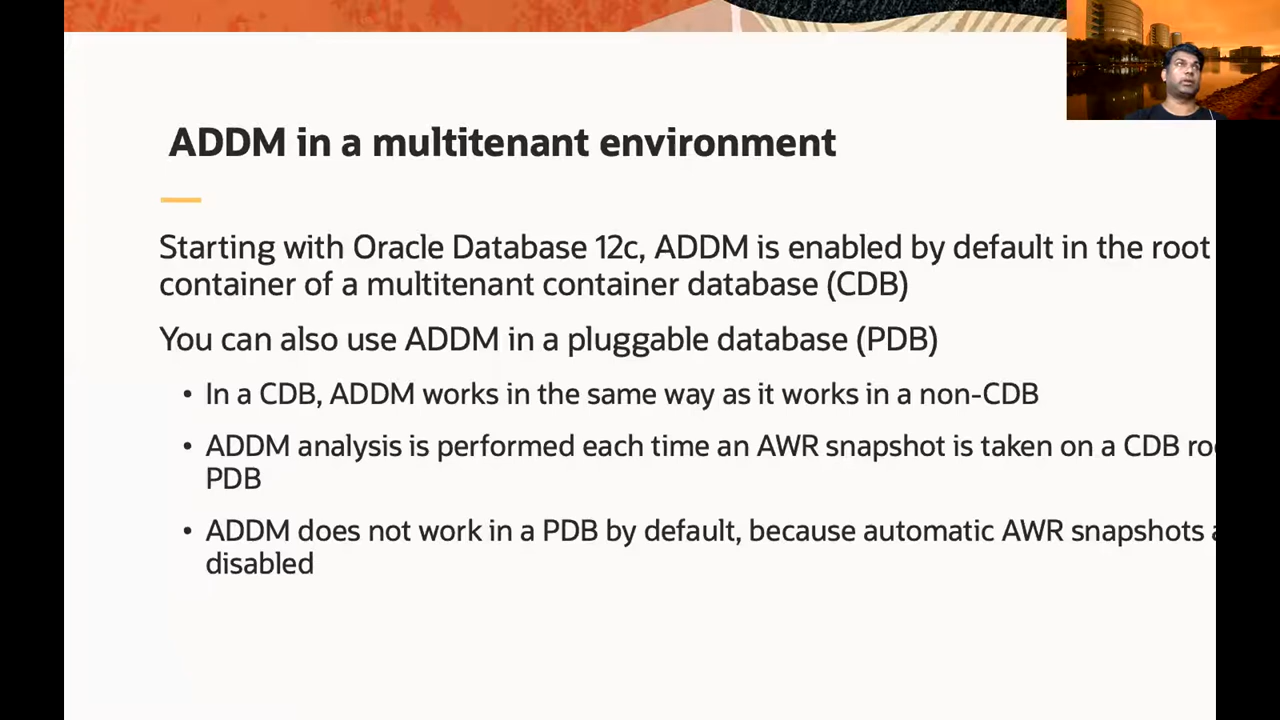 ADDM in a multitenant environment
Starting with Oracle Database 12c, ADDM is enabled by default in the root
container of a multitenant container database (CDB)
You can also use ADDM in a pluggable database (PDB)
• In a CDB, ADDM works in the same way as it works in a non-CDB
• ADDM analysis is performed each time an AWR snapshot is taken on a CDB
PDB
• ADDM does not work in a PDB by default, because automatic AWR snapshots
disabled